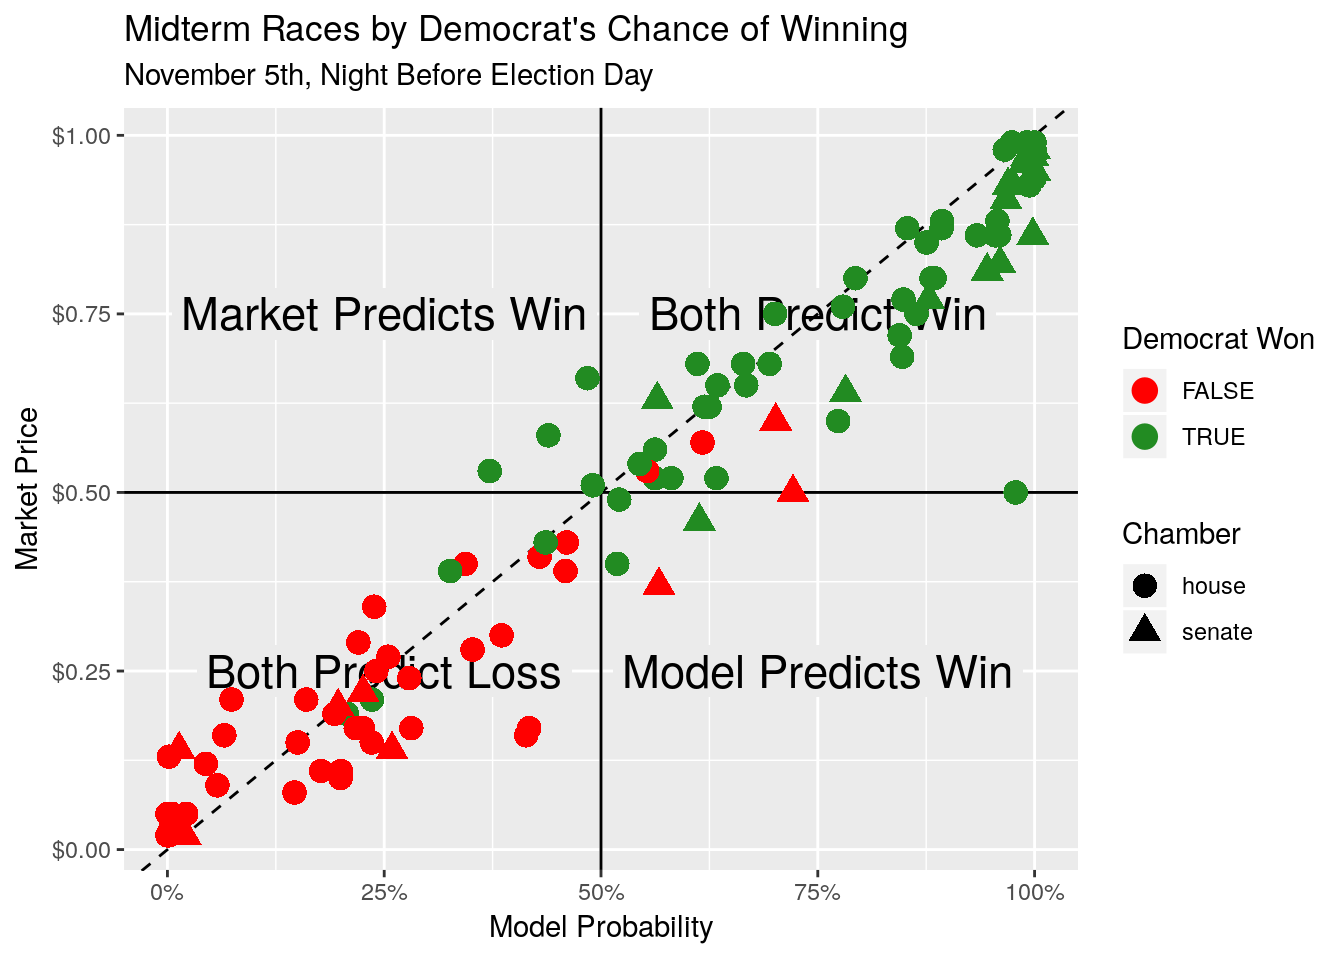 Midterm Races by Democrat's Chance of Winning
November 5th, Night Before Election Day
$1.00
$0.75
$0.50
$0.25
$0.00
Market Price
Market Predicts Win
Both Predict Win
Both Predict Loss
Model Predicts Win
0%
25%
50%
75%
100%
Model Probability
Democrat Won
FALSE
TRUE
Chamber
house
senate